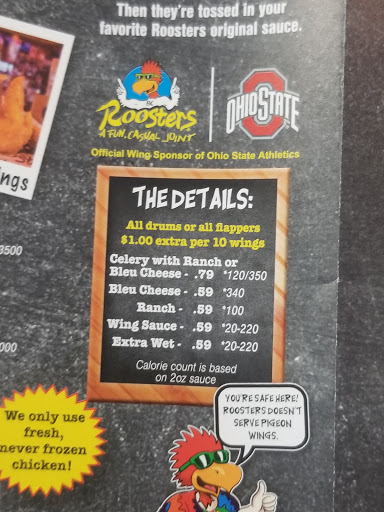 Then they're tossed in your
favorite Roosters original sauce.
Roosters
A FUN, CASUAL JOINT
OHIO STATE
Official Wing Sponsor of Ohio State Athletics
ngs
THE DETAILS:
All drums or all flappers
$1.00 extra per 10 wings
Celery with Ranch or
Bleu Cheese - .79 *120/350
Bleu Cheese - .59 *340
Ranch - .59 *100
Wing Sauce - .59 *20-220
Extra Wet - .59 *20-220
Calorie count is based
on 2oz sauce
3500
000
We only use
fresh,
never frozen
chicken!
YOU'RE SAFE HERE!
ROOSTERS DOESN'T
SERVE PIGEON
WINGS.